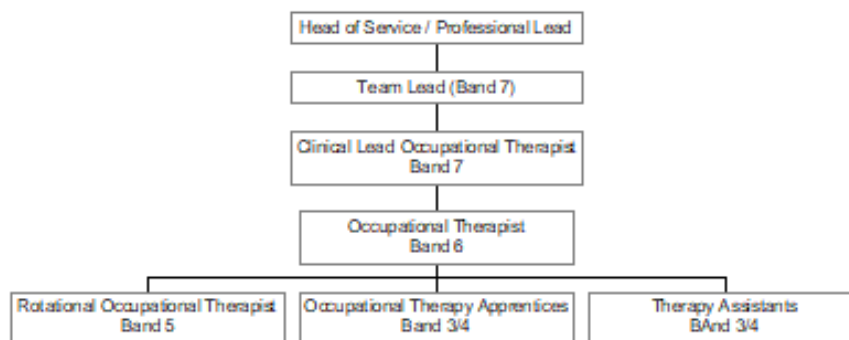 Head of Service / Professional Lead
Team Lead (Band 7)
Clinical Lead Occupational Therapist
Band 7
Occupational Therapist
Band 6
Rotational Occupational Therapist
Band 5
Occupational Therapy Apprentices
Band 3/4
Therapy Assistants
BAnd 3/4